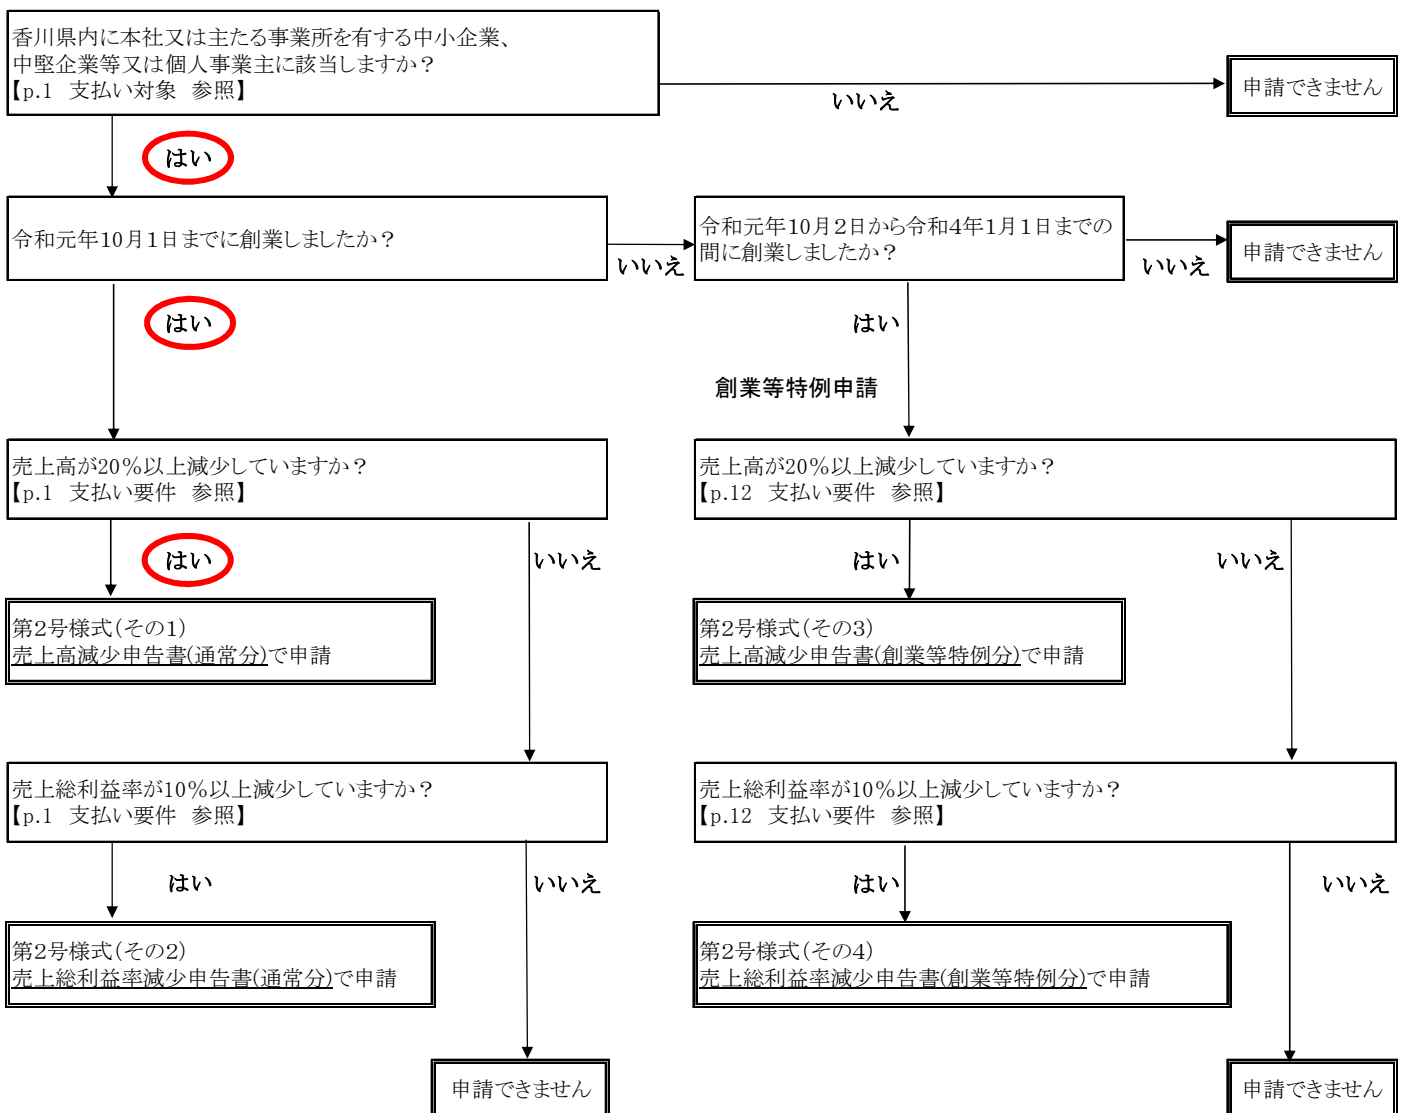 香川県内に本社又は主たる事業所を有する中小企業、
中堅企業等又は個人事業主に該当しますか？
【p.1　支払い対象　参照】
いいえ
申請できません
はい
令和元年10月1日までに創業しましたか？
いいえ
令和元年10月2日から令和4年1月1日までの
間に創業しましたか？
いいえ
申請できません
はい
はい
創業等特例申請
売上高が20％以上減少していますか？
【p.1　支払い要件　参照】
売上高が20％以上減少していますか？
【p.12　支払い要件　参照】
はい
いいえ
はい
いいえ
第2号様式（その1）
売上高減少申告書(通常分)で申請
第2号様式（その3）
売上高減少申告書(創業等特例分)で申請
売上総利益率が10％以上減少していますか？
【p.1　支払い要件　参照】
売上総利益率が10％以上減少していますか？
【p.12　支払い要件　参照】
はい
いいえ
はい
いいえ
第2号様式（その2）
売上総利益率減少申告書(通常分)で申請
第2号様式（その4）
売上総利益率減少申告書(創業等特例分)で申請
申請できません
申請できません